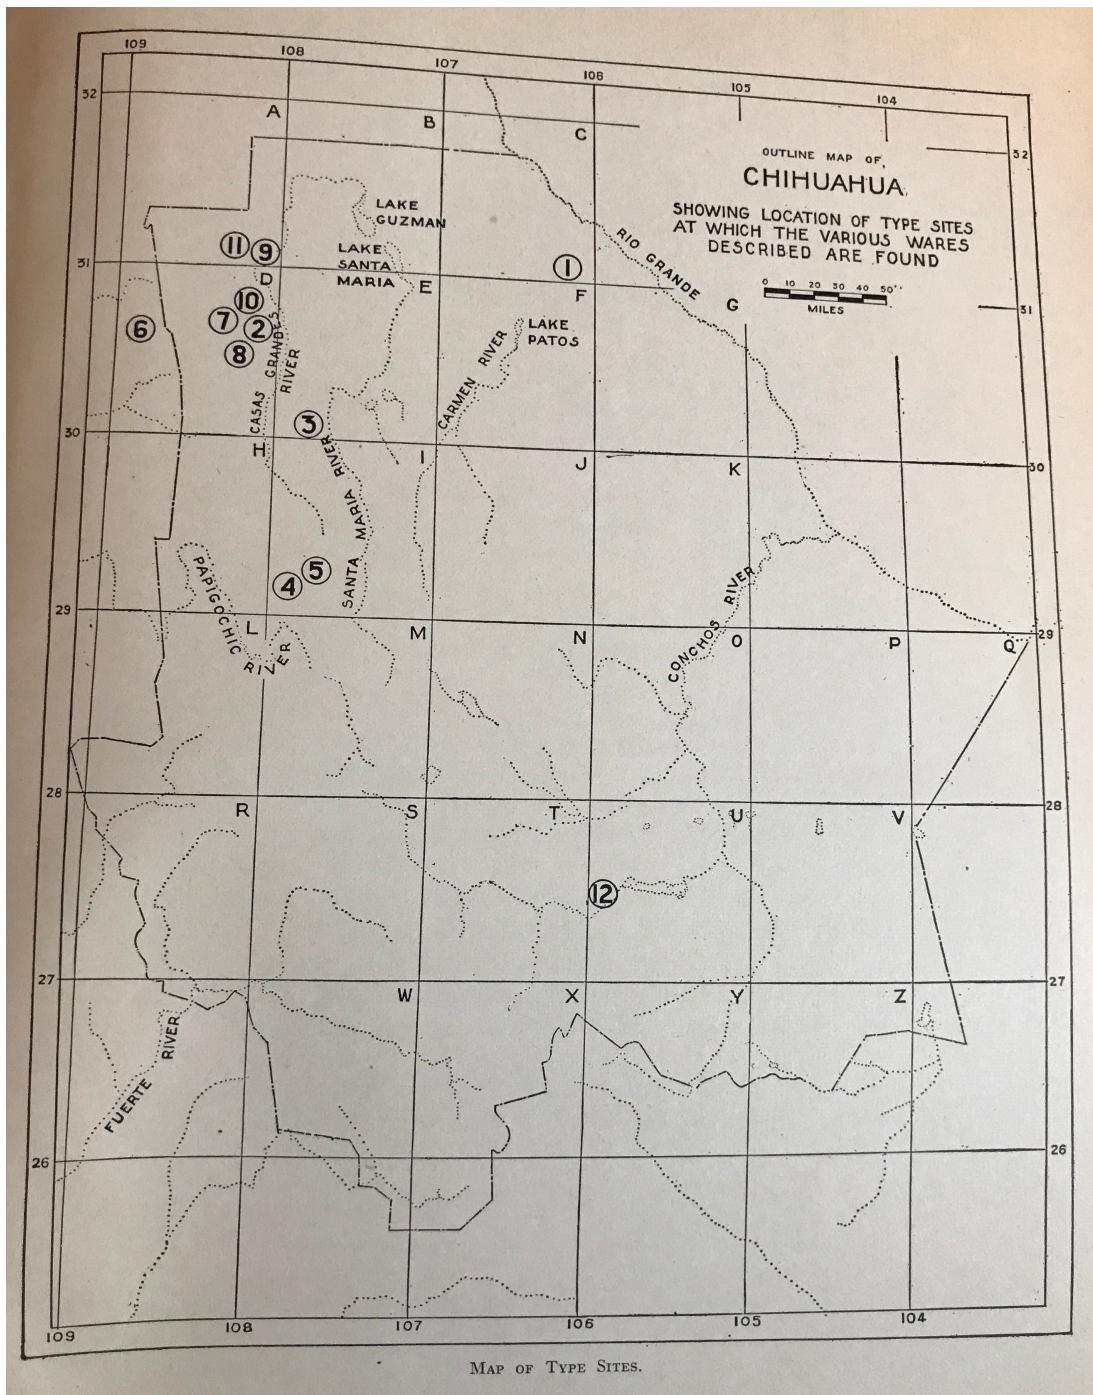 109
108
107
106
105
104
32
A
B
C
32
OUTLINE MAP OF,
CHIHUAHUA.
SHOWING LOCATION OF TYPE SITES
AT WHICH THE VARIOUS WARES
DESCRIBED ARE FOUND
0 10 20 30 40 50
MILES
LAKE
GUZMAN
LAKE
SANTA
MARIA
RIO GRANDE
11
9
1
31
D
E
F
G
31
10
7
2
6
8
CASAS GRANDES
RIVER
CARMEN RIVER
LAKE
PATOS
3
30
H
I
J
K
30
SANTA MARIA RIVER
4
5
PAPIGOCHIC
RIVER
CONCHOS RIVER
29
L
M
N
O
P
Q
29
28
R
S
T
U
V
28
12
27
W
X
Y
Z
27
FUERTE RIVER
26
26
109
108
107
106
105
104
MAP OF TYPE SITES.